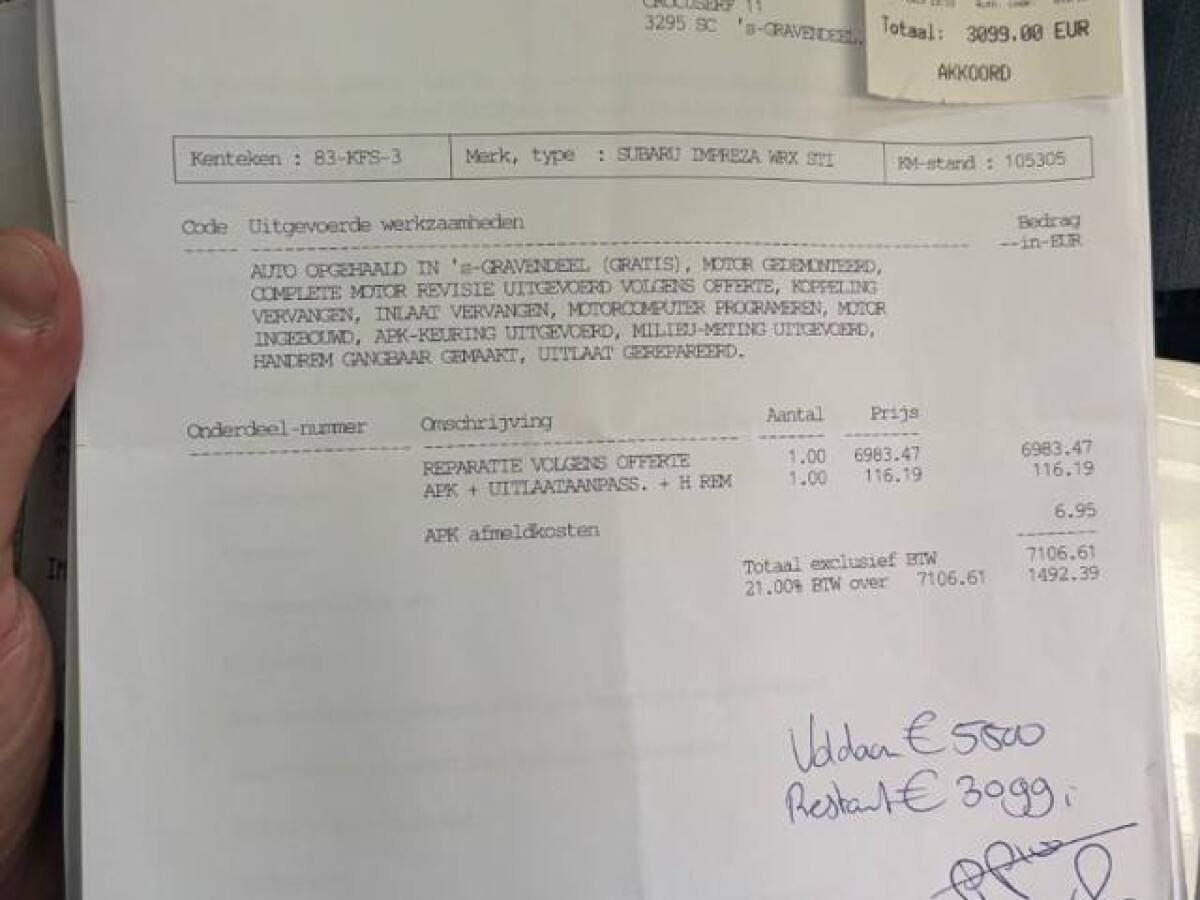 11
3295 SC 's-GRAVENDEEL.
Totaal: 3099.00 EUR
AKKOORD
Kenteken : 83-KFS-3 Merk, type : SUBARU IMPREZA WRX STI KM-stand : 105305
Code Uitgevoerde werkzaamheden Bedrag
--in-EUR
AUTO OPGEHAALD IN 's-GRAVENDEEL (GRATIS), MOTOR GEDEMONTEERD,
COMPLETE MOTOR REVISIE UITGEVOERD VOLGENS OFFERTE, KOPPELING
VERVANGEN, INLAAT VERVANGEN, MOTORCOMPUTER PROGRAMEREN, MOTOR
INGEBOUWD, APK-KEURING UITGEVOERD, MILIEU-METING UITGEVOERD,
HANDREM GANGBAAR GEMAAKT, UITLAAT GEREPAREERD.
Onderdeel-nummer Omschrijving Aantal Prijs
REPARATIE VOLGENS OFFERTE 1.00 6983.47 6983.47
APK + UITLAATAANPASS. + H REM 1.00 116.19 116.19
APK afmeldkosten 6.95
Totaal exclusief BTW 7106.61
21.00% BTW over 7106.61 1492.39
Voldaan € 5500
Restant € 3099,-